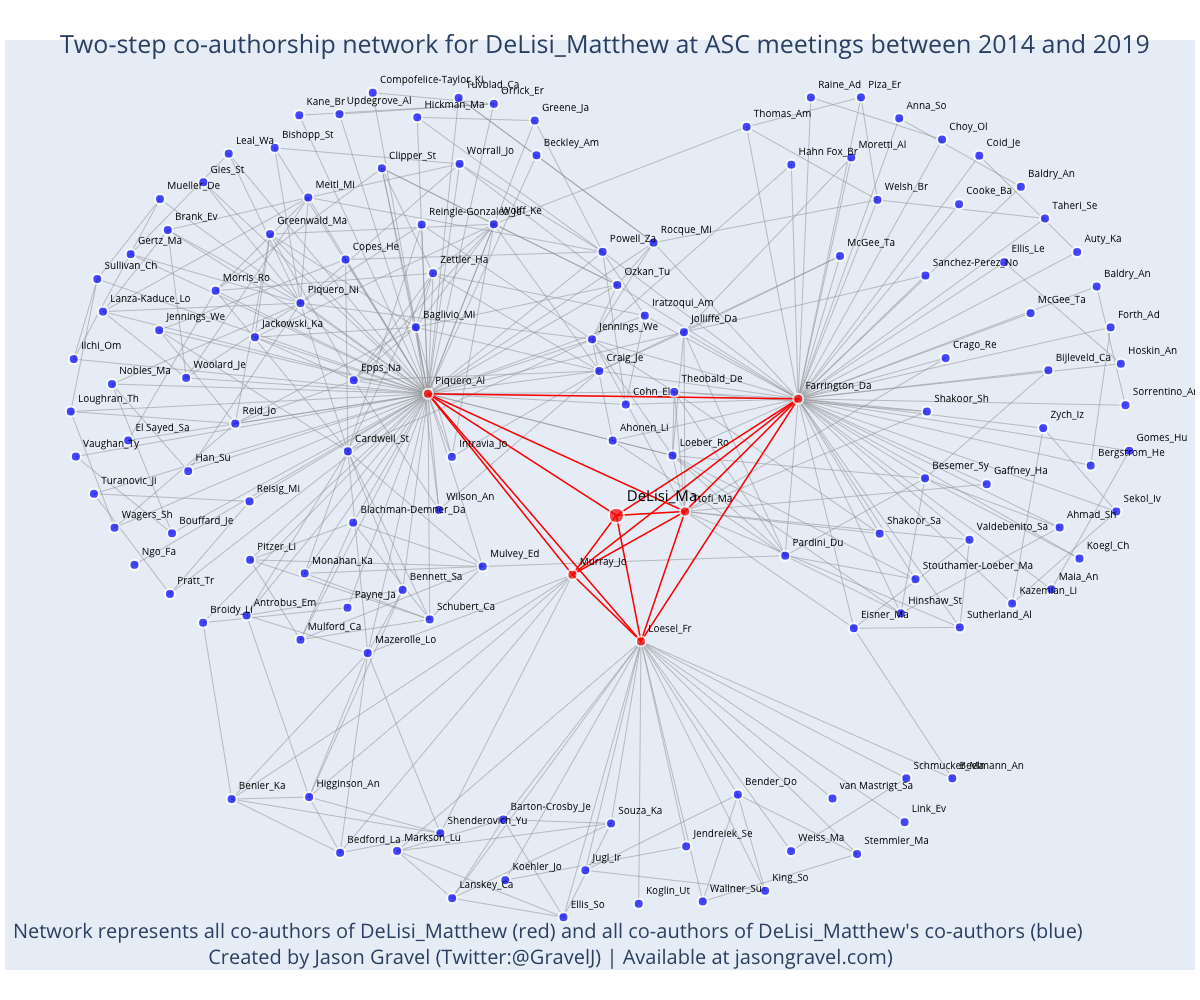 Two-step co-authorship network for DeLisi_Matthew at ASC meetings between 2014 and 2019
Compofelice-Taylor_Ki
Tuvblad_Ca
Orrick_Er
Kane_Br
Updegrove_Al
Hickman_Ma
Greene_Ja
Raine_Ad
Piza_Er
Anna_So
Thomas_Am
Choy_Ol
Leal_Wa
Bishopp_St
Clipper_St
Worrall_Jo
Beckley_Am
Hahn Fox_Br
Moretti_Al
Coid_Je
Gies_St
Mueller_De
Meitl_Mi
Welsh_Br
Cooke_Ba
Baldry_An
Brank_Ev
Greenwald_Ma
Reingle-Gonzalez_Je
Wolff_Ke
Taheri_Se
Gertz_Ma
Copes_He
Powell_Za
Rocque_Mi
McGee_Ta
Ellis_Le
Auty_Ka
Sullivan_Ch
Zettler_Ha
Sanchez-Perez_No
Morris_Ro
Ozkan_Tu
Baldry_An
Lanza-Kaduce_Lo
Piquero_Ni
Iratzoqui_Am
McGee_Ta
Jennings_We
Jackowski_Ka
Baglivio_Mi
Jennings_We
Jolliffe_Da
Forth_Ad
Ilchi_Om
Crago_Re
Hoskin_An
Nobles_Ma
Woolard_Je
Epps_Na
Craig_Je
Bijleveld_Ca
Piquero_Al
Theobald_De
Farrington_Da
Loughran_Th
Cohn_El
Shakoor_Sh
Sorrentino_An
Reid_Jo
Zych_Iz
El Sayed_Sa
Vaughan_Ty
Cardwell_St
Intravia_Jo
Ahonen_Li
Loeber_Ro
Gomes_Hu
Bergstrom_He
Han_Su
Besemer_Sy
Gaffney_Ha
Turanovic_Ji
Reisig_Mi
Wilson_An
DeLisi_Ma
Ttofi_Ma
Sekol_Iv
Wagers_Sh
Bouffard_Je
Blachman-Demner_Da
Shakoor_Sa
Valdebenito_Sa
Ahmad_Sh
Ngo_Fa
Pitzer_Li
Monahan_Ka
Mulvey_Ed
Murray_Jo
Pardini_Du
Koegl_Ch
Pratt_Tr
Bennett_Sa
Stouthamer-Loeber_Ma
Maia_An
Broidy_Li
Antrobus_Em
Payne_Ja
Schubert_Ca
Hinshaw_St
Kazemian_Li
Mulford_Ca
Mazerolle_Lo
Loesel_Fr
Eisner_Ma
Sutherland_Al
Benier_Ka
Higginson_An
Bender_Do
van Mastrigt_Sa
Schmucker_Ma
Beelmann_An
Bedford_La
Markson_Lu
Shenderovich_Yu
Barton-Crosby_Je
Souza_Ka
Jendreiek_Se
Weiss_Ma
Link_Ev
Stemmler_Ma
Lanskey_Ca
Koehler_Jo
Jugl_Ir
Ellis_So
Koglin_Ut
Wallner_Su
King_So
Network represents all co-authors of DeLisi_Matthew (red) and all co-authors of DeLisi_Matthew's co-authors (blue)
Created by Jason Gravel (Twitter:@GravelJ) | Available at jasongravel.com)